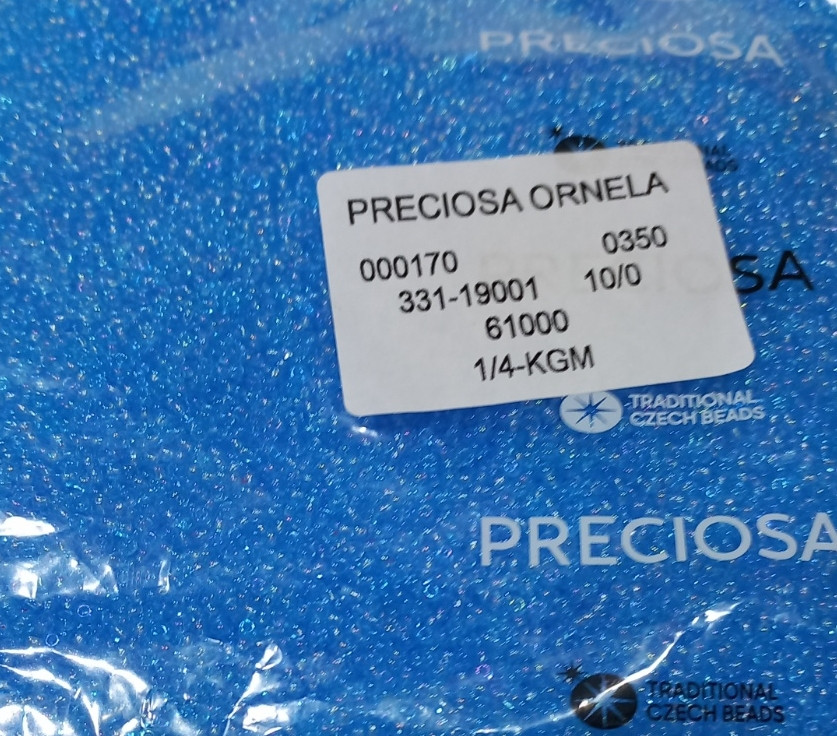 PRECIOSA
PRECIOSA ORNELA
000170 0350
331-19001 10/0
61000
1/4-KGM
SA
TRADITIONAL
CZECH BEADS
PRECIOSA
TRADITIONAL
CZECH BEADS